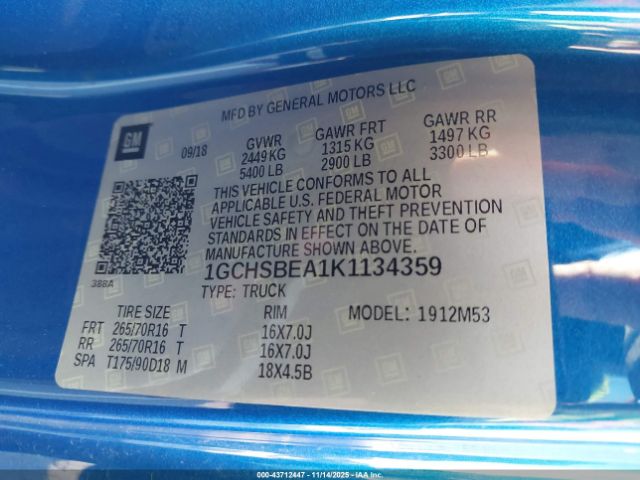 MFD BY GENERAL MOTORS LLC
GM
09/18
GVWR GAWR FRT GAWR RR
2449 KG 1315 KG 1497 KG
5400 LB 2900 LB 3300 LB
THIS VEHICLE CONFORMS TO ALL
APPLICABLE U.S. FEDERAL MOTOR
VEHICLE SAFETY AND THEFT PREVENTION
STANDARDS IN EFFECT ON THE DATE OF
MANUFACTURE SHOWN ABOVE.
1GCHSBEA1K1134359
388A
TYPE: TRUCK MODEL: 1912M53
TIRE SIZE RIM
FRT 265/70R16 T 16X7.0J
RR 265/70R16 T 16X7.0J
SPA T175/90D18 M 18X4.5B
000-43712447 - 11/14/2025 - IAAI.com